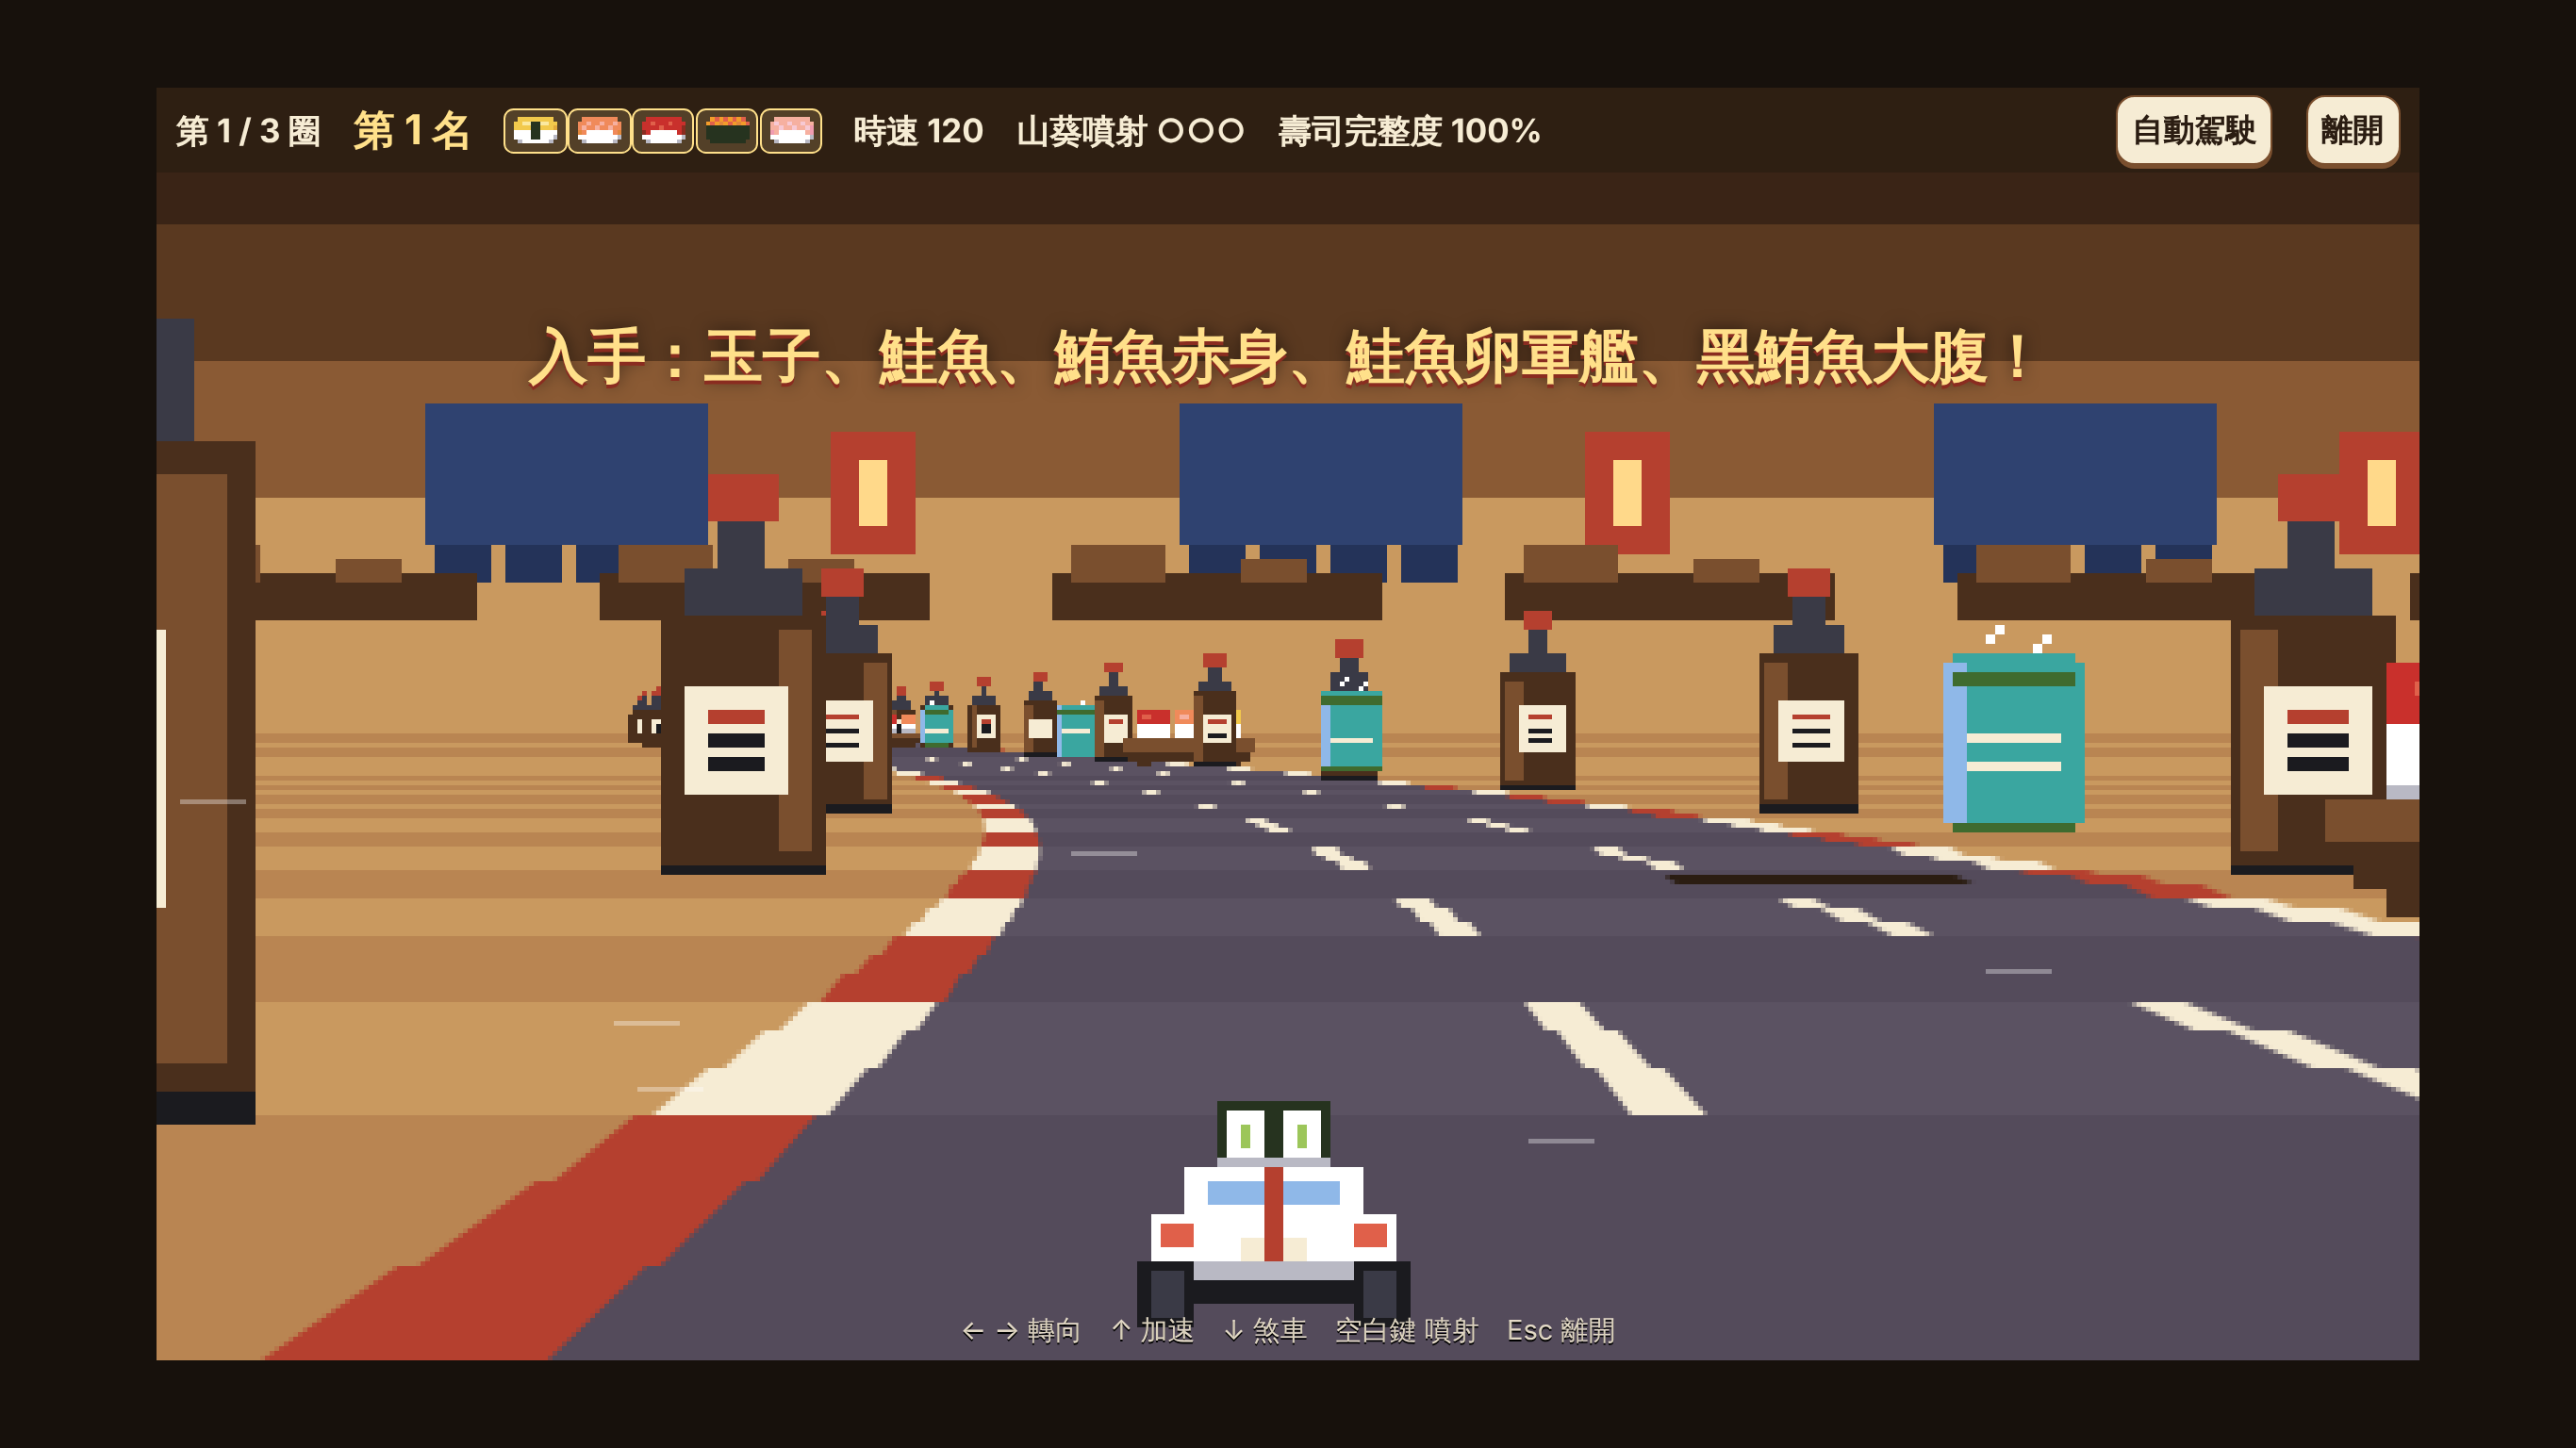 第 1 / 3 圈 第 1 名 時速 120 山葵噴射 ○○○ 壽司完整度 100% 自動駕駛 離開
入手：玉子、鮭魚、鮪魚赤身、鮭魚卵軍艦、黑鮪魚大腹！
← → 轉向 ↑ 加速 ↓ 煞車 空白鍵 噴射 Esc 離開